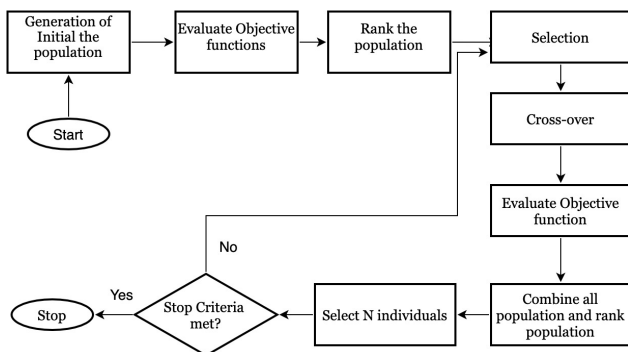 Generation of
Initial the
population
Evaluate Objective
functions
Rank the
population
Selection
Start
Cross-over
Evaluate Objective
function
No
Yes
Stop
Stop Criteria
met?
Select N individuals
Combine all
population and rank
population